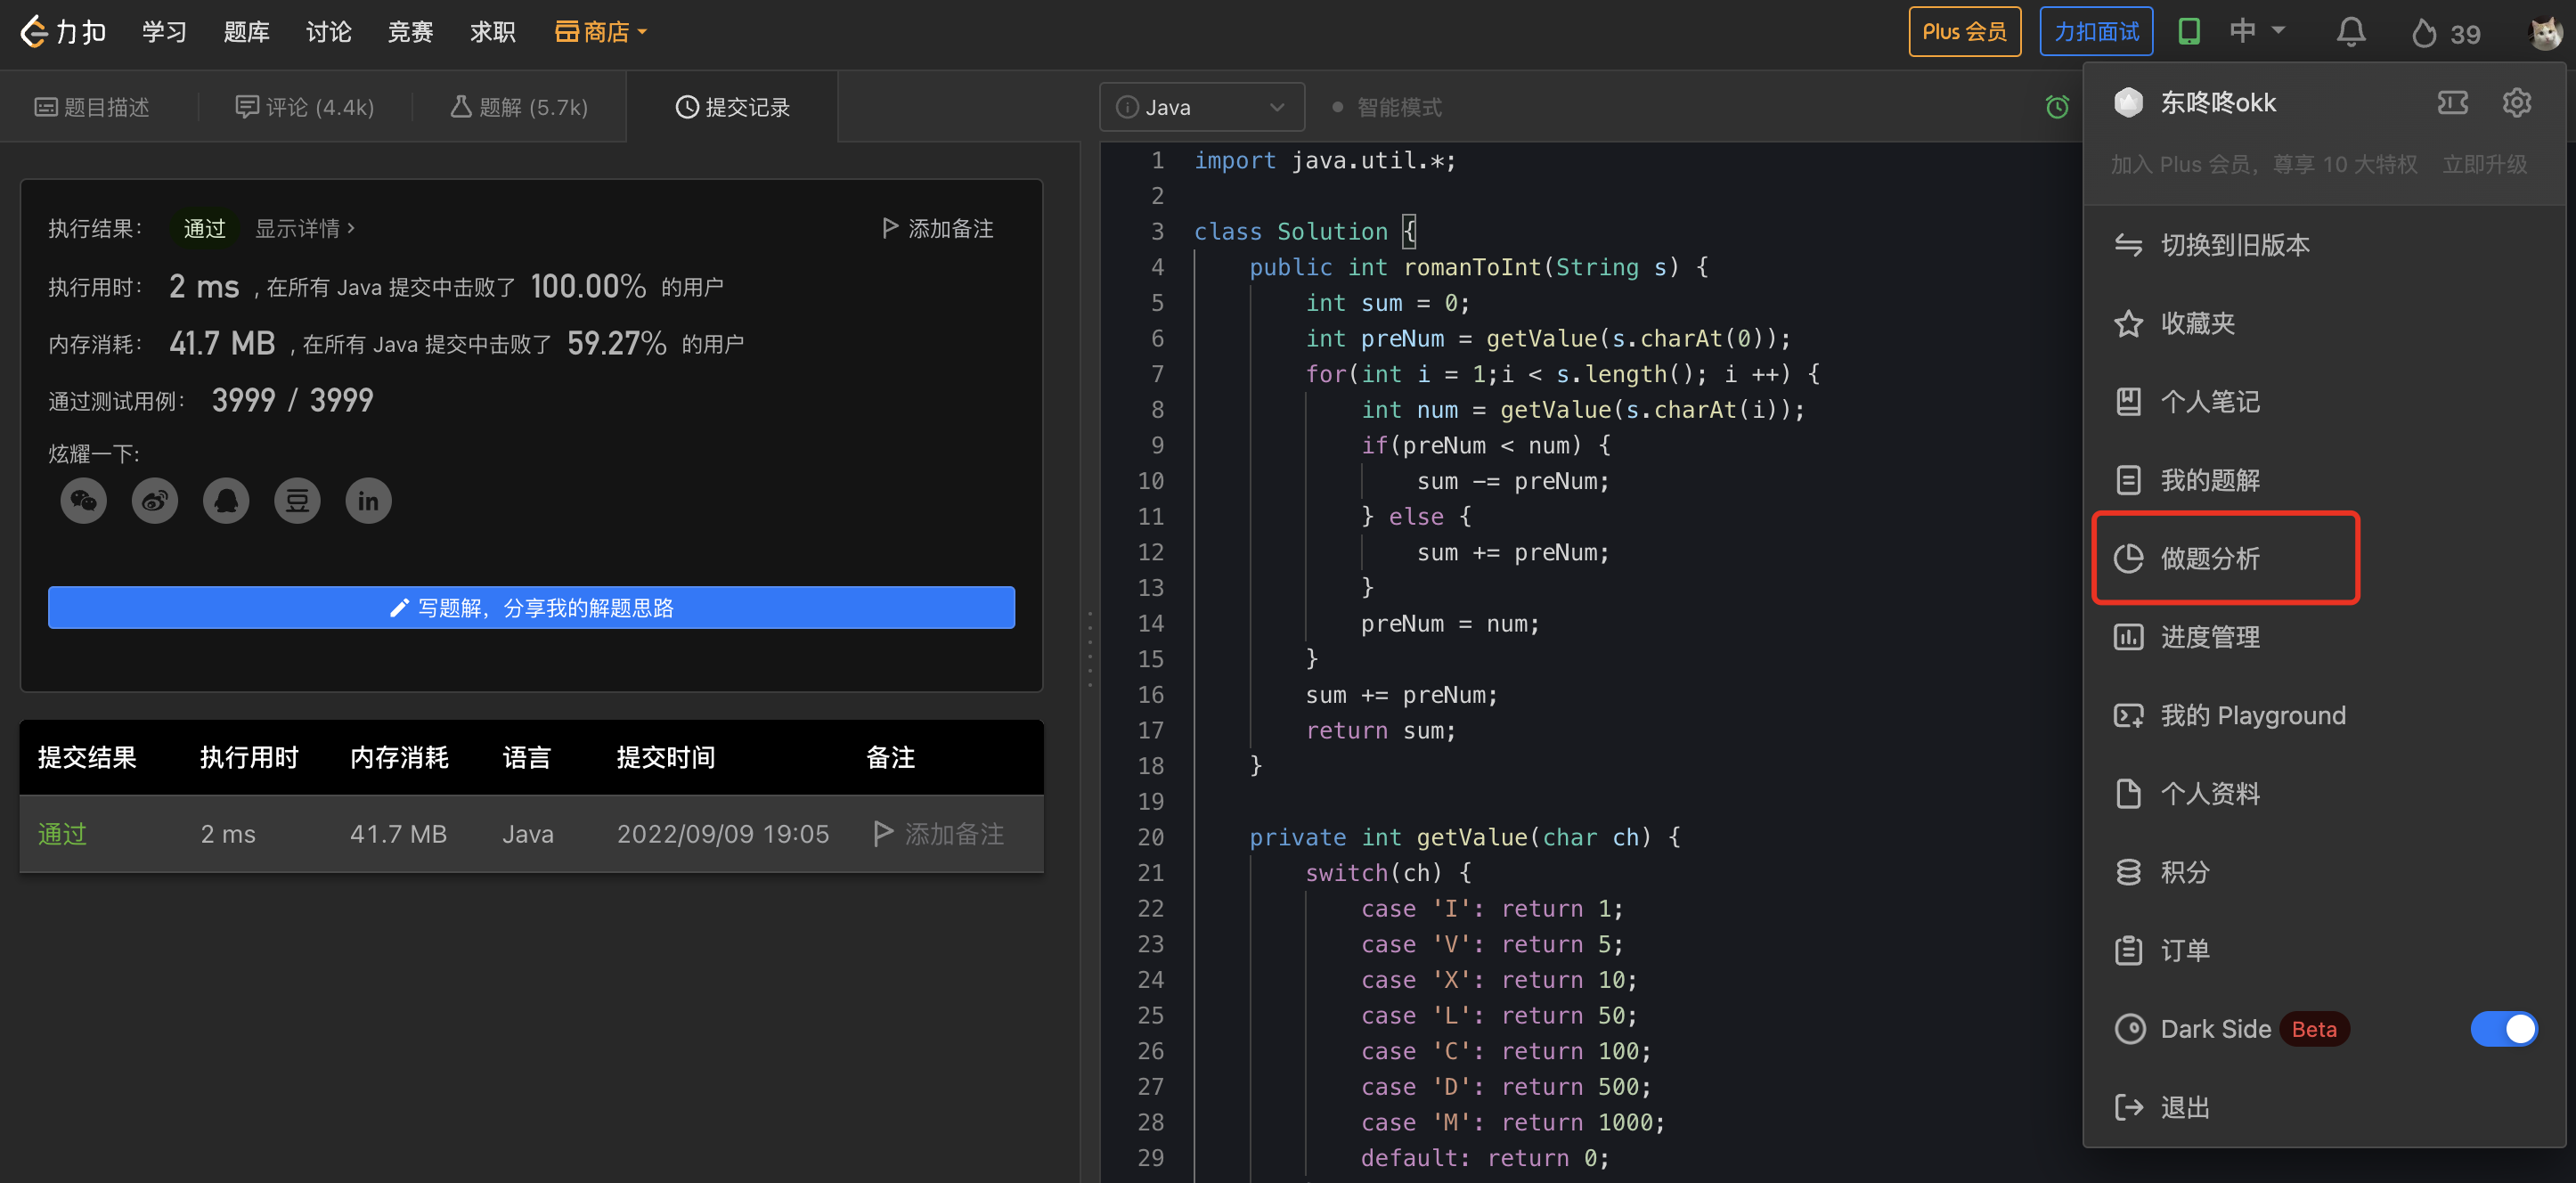 力扣 学习 题库 讨论 竞赛 求职 商店 Plus 会员 力扣面试 中 39
题目描述 评论 (4.4k) 题解 (5.7k) 提交记录
执行结果： 通过 显示详情 > 添加备注
执行用时： 2 ms , 在所有 Java 提交中击败了 100.00% 的用户
内存消耗： 41.7 MB , 在所有 Java 提交中击败了 59.27% 的用户
通过测试用例： 3999 / 3999
炫耀一下:
豆 in
写题解，分享我的解题思路
提交结果 执行用时 内存消耗 语言 提交时间 备注
通过 2 ms 41.7 MB Java 2022/09/09 19:05 添加备注
Java 智能模式
1 import java.util.*;
2
3 class Solution {
4 public int romanToInt(String s) {
5 int sum = 0;
6 int preNum = getValue(s.charAt(0));
7 for(int i = 1;i < s.length(); i ++) {
8 int num = getValue(s.charAt(i));
9 if(preNum < num) {
10 sum -= preNum;
11 } else {
12 sum += preNum;
13 }
14 preNum = num;
15 }
16 sum += preNum;
17 return sum;
18 }
19
20 private int getValue(char ch) {
21 switch(ch) {
22 case 'I': return 1;
23 case 'V': return 5;
24 case 'X': return 10;
25 case 'L': return 50;
26 case 'C': return 100;
27 case 'D': return 500;
28 case 'M': return 1000;
29 default: return 0;
东咚咚okk
加入 Plus 会员，尊享 10 大特权 立即升级
切换到旧版本
收藏夹
个人笔记
我的题解
做题分析
进度管理
我的 Playground
个人资料
积分
订单
Dark Side Beta
退出